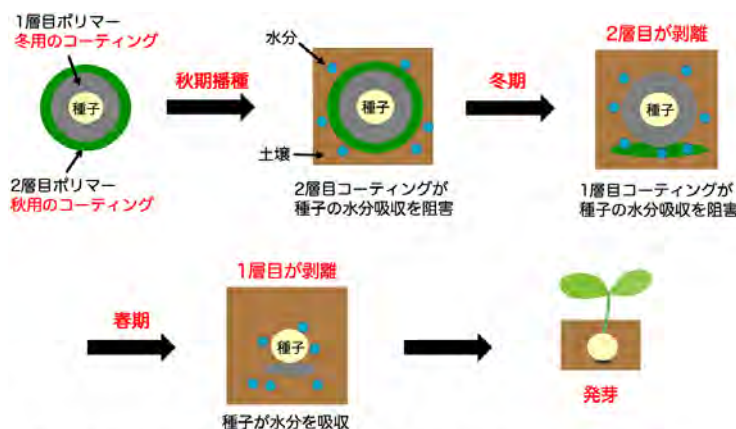 1層目ポリマー
冬用のコーティング
種子
2層目ポリマー
秋用のコーティング
秋期播種
水分
種子
土壌
2層目コーティングが
種子の水分吸収を阻害
冬期
2層目が剥離
種子
1層目コーティングが
種子の水分吸収を阻害
春期
1層目が剥離
種子
種子が水分を吸収
発芽